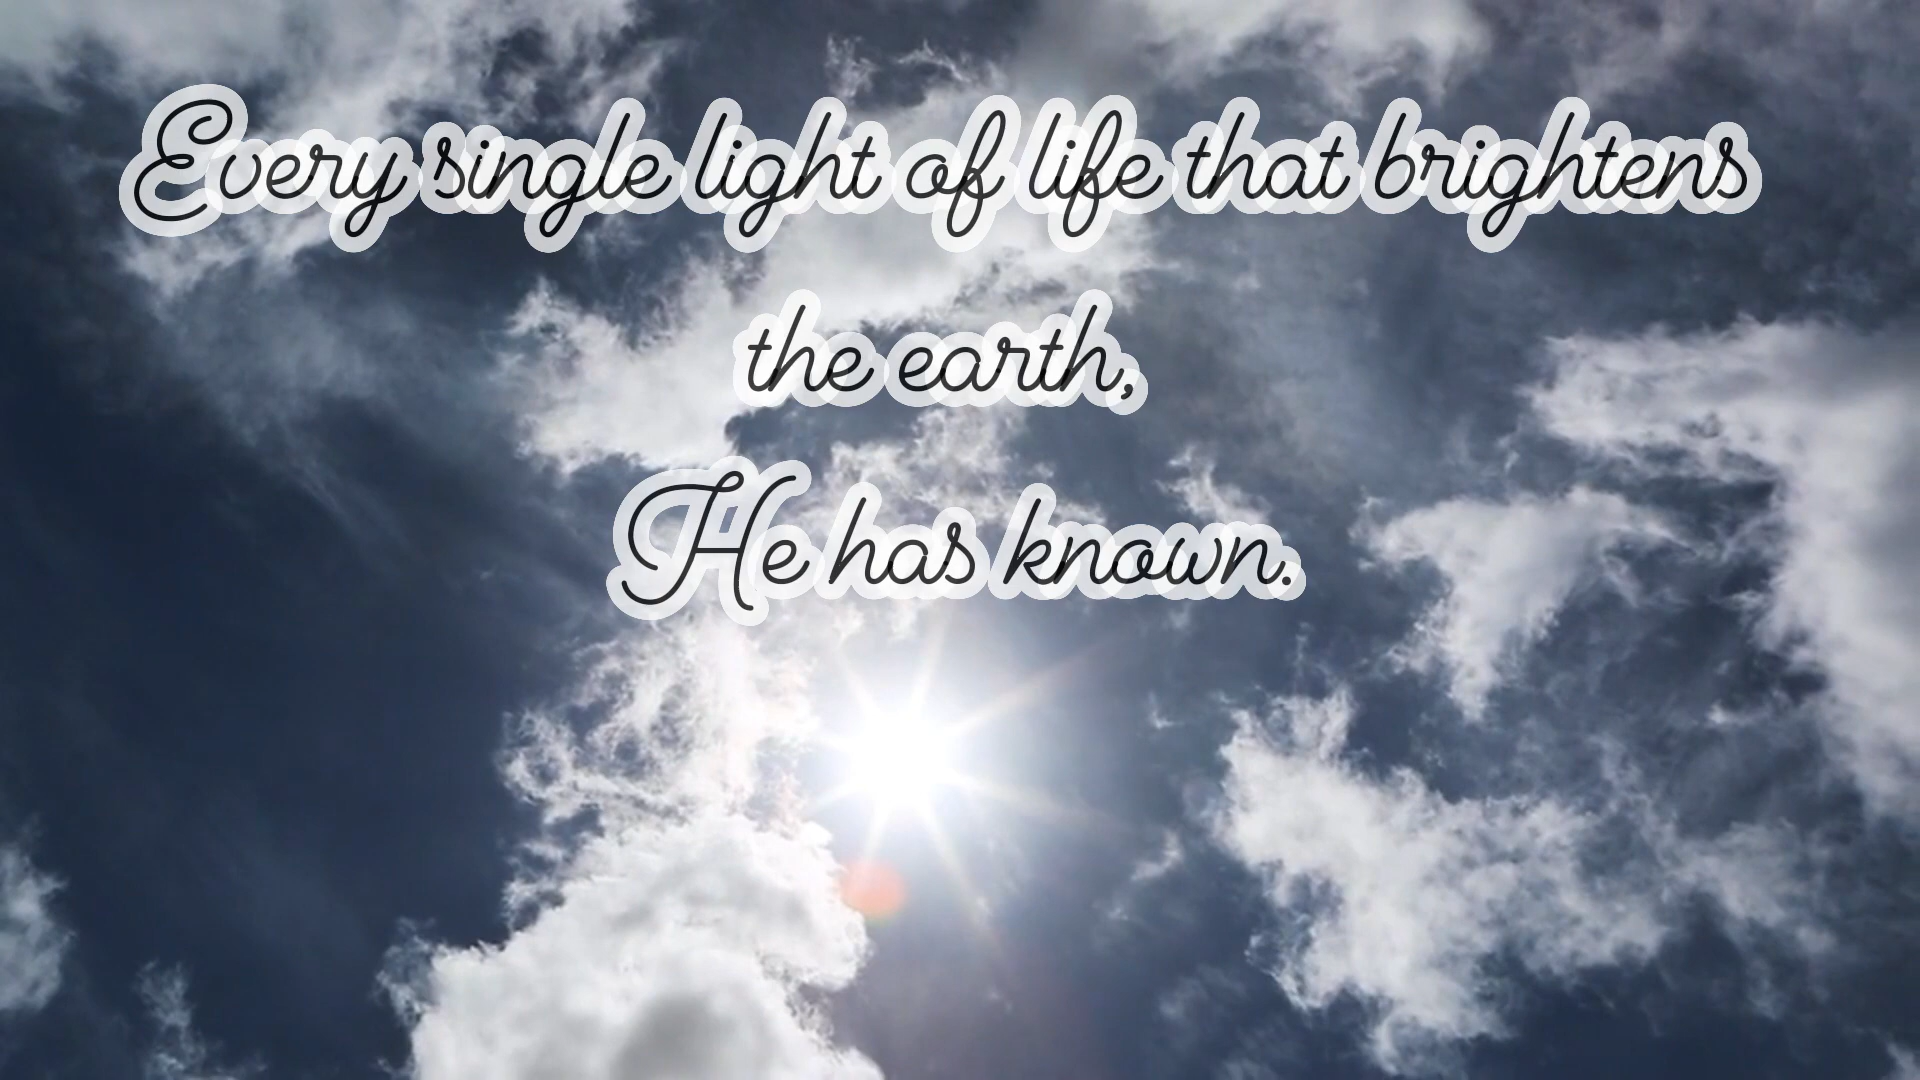 Every single light of life that brightens
the earth,
He has known.